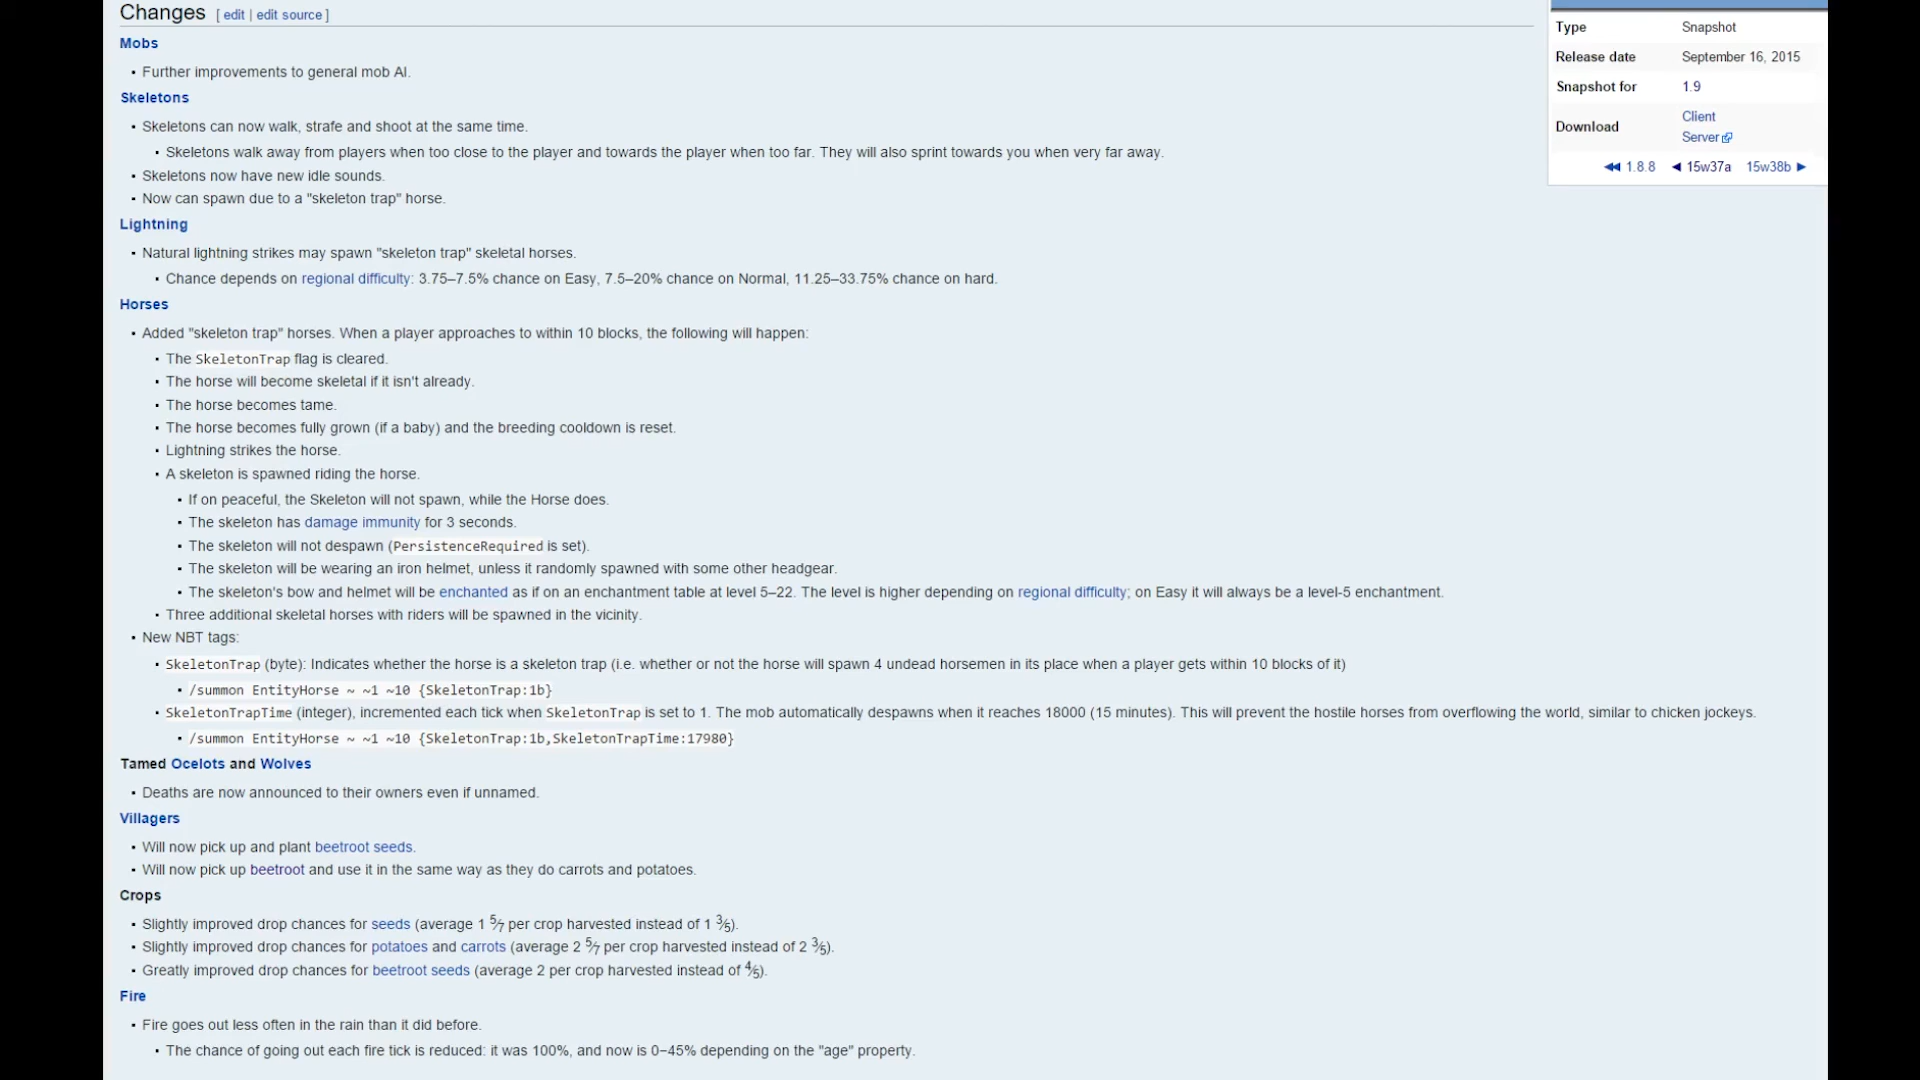 Changes [ edit | edit source ]
Mobs
Further improvements to general mob AI.
Skeletons
Skeletons can now walk, strafe and shoot at the same time.
Skeletons walk away from players when too close to the player and towards the player when too far. They will also sprint towards you when very far away.
Skeletons now have new idle sounds.
Now can spawn due to a "skeleton trap" horse.
Lightning
Natural lightning strikes may spawn "skeleton trap" skeletal horses.
Chance depends on regional difficulty: 3.75–7.5% chance on Easy, 7.5–20% chance on Normal, 11.25–33.75% chance on hard.
Horses
Added "skeleton trap" horses. When a player approaches to within 10 blocks, the following will happen:
The SkeletonTrap flag is cleared.
The horse will become skeletal if it isn't already.
The horse becomes tame.
The horse becomes fully grown (if a baby) and the breeding cooldown is reset.
Lightning strikes the horse.
A skeleton is spawned riding the horse.
If on peaceful, the Skeleton will not spawn, while the Horse does.
The skeleton has damage immunity for 3 seconds.
The skeleton will not despawn (PersistenceRequired is set).
The skeleton will be wearing an iron helmet, unless it randomly spawned with some other headgear.
The skeleton's bow and helmet will be enchanted as if on an enchantment table at level 5–22. The level is higher depending on regional difficulty; on Easy it will always be a level-5 enchantment.
Three additional skeletal horses with riders will be spawned in the vicinity.
New NBT tags:
SkeletonTrap (byte): Indicates whether the horse is a skeleton trap (i.e. whether or not the horse will spawn 4 undead horsemen in its place when a player gets within 10 blocks of it)
/summon EntityHorse ~ ~1 ~10 {SkeletonTrap:1b}
SkeletonTrapTime (integer), incremented each tick when SkeletonTrap is set to 1. The mob automatically despawns when it reaches 18000 (15 minutes). This will prevent the hostile horses from overflowing the world, similar to chicken jockeys.
/summon EntityHorse ~ ~1 ~10 {SkeletonTrap:1b,SkeletonTrapTime:17980}
Tamed Ocelots and Wolves
Deaths are now announced to their owners even if unnamed.
Villagers
Will now pick up and plant beetroot seeds.
Will now pick up beetroot and use it in the same way as they do carrots and potatoes.
Crops
Slightly improved drop chances for seeds (average 1 5⁄7 per crop harvested instead of 1 3⁄5).
Slightly improved drop chances for potatoes and carrots (average 2 5⁄7 per crop harvested instead of 2 3⁄5).
Greatly improved drop chances for beetroot seeds (average 2 per crop harvested instead of 4⁄5).
Fire
Fire goes out less often in the rain than it did before.
The chance of going out each fire tick is reduced: it was 100%, and now is 0–45% depending on the "age" property.
Type Snapshot
Release date September 16, 2015
Snapshot for 1.9
Download Client
Server
◄◄ 1.8.8 ◄ 15w37a 15w38b ►